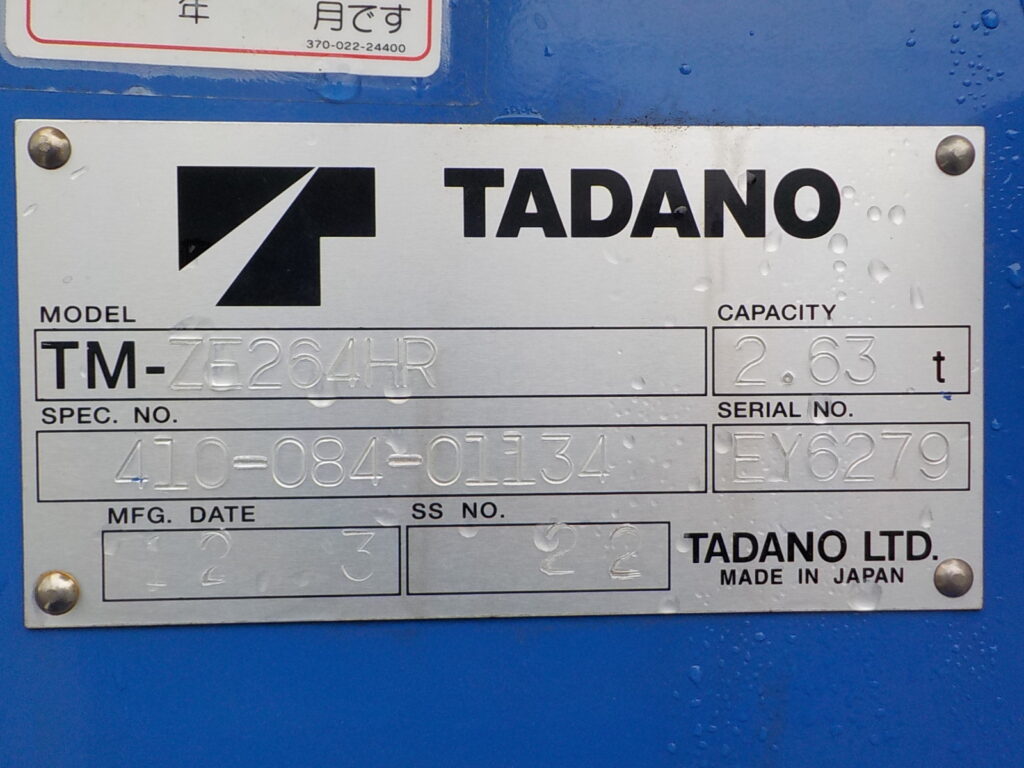 年 月です
370-022-24400
TADANO
MODEL CAPACITY
TM-ZE264HR 2.63 t
SPEC. NO. SERIAL NO.
410-084-01134 EY6279
MFG. DATE SS NO.
12 3 22
TADANO LTD.
MADE IN JAPAN